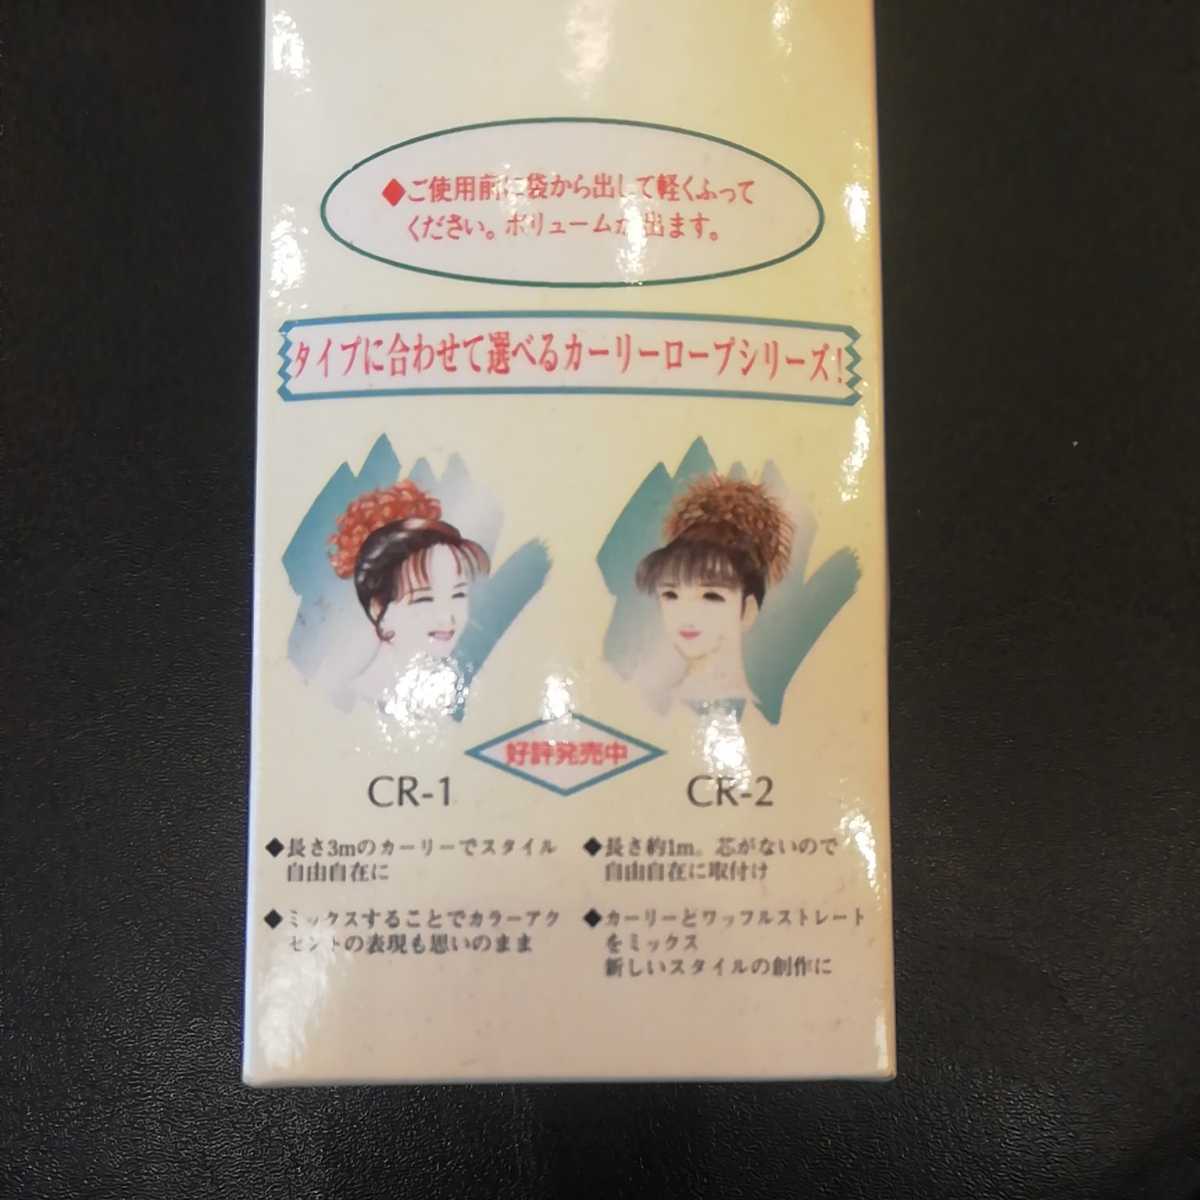 ◆ご使用前に袋から出して軽くふって
ください。ボリュームが出ます。
タイプに合わせて選べるカーリーロープシリーズ!
好評発売中
CR-1
CR-2
◆長さ3mのカーリーでスタイル
自由自在に
◆ミックスすることでカラーアク
セントの表現も思いのまま
◆長さ約1m。芯がないので
自由自在に取付け
◆カーリーとワッフルストレート
をミックス
新しいスタイルの創作に